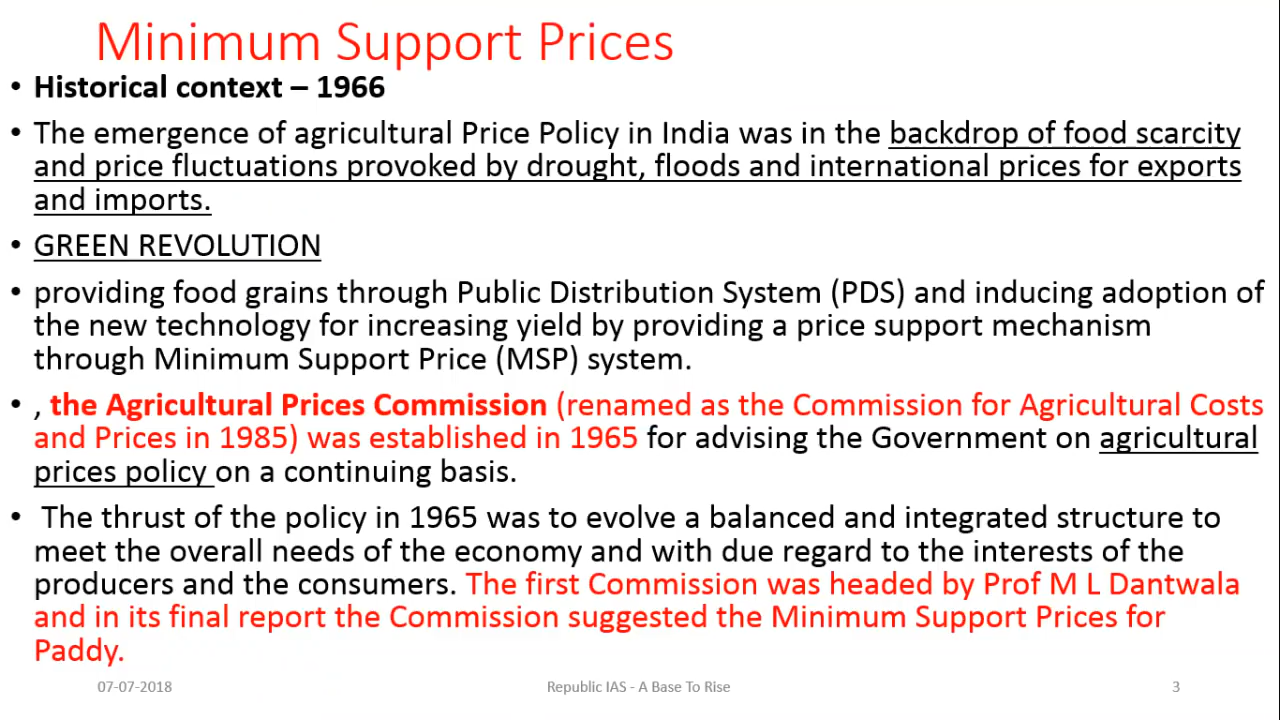 Minimum Support Prices
• Historical context – 1966
• The emergence of agricultural Price Policy in India was in the backdrop of food scarcity
and price fluctuations provoked by drought, floods and international prices for exports
and imports.
• GREEN REVOLUTION
• providing food grains through Public Distribution System (PDS) and inducing adoption of
the new technology for increasing yield by providing a price support mechanism
through Minimum Support Price (MSP) system.
• , the Agricultural Prices Commission (renamed as the Commission for Agricultural Costs
and Prices in 1985) was established in 1965 for advising the Government on agricultural
prices policy on a continuing basis.
• The thrust of the policy in 1965 was to evolve a balanced and integrated structure to
meet the overall needs of the economy and with due regard to the interests of the
producers and the consumers. The first Commission was headed by Prof M L Dantwala
and in its final report the Commission suggested the Minimum Support Prices for
Paddy.
07-07-2018 Republic IAS - A Base To Rise 3